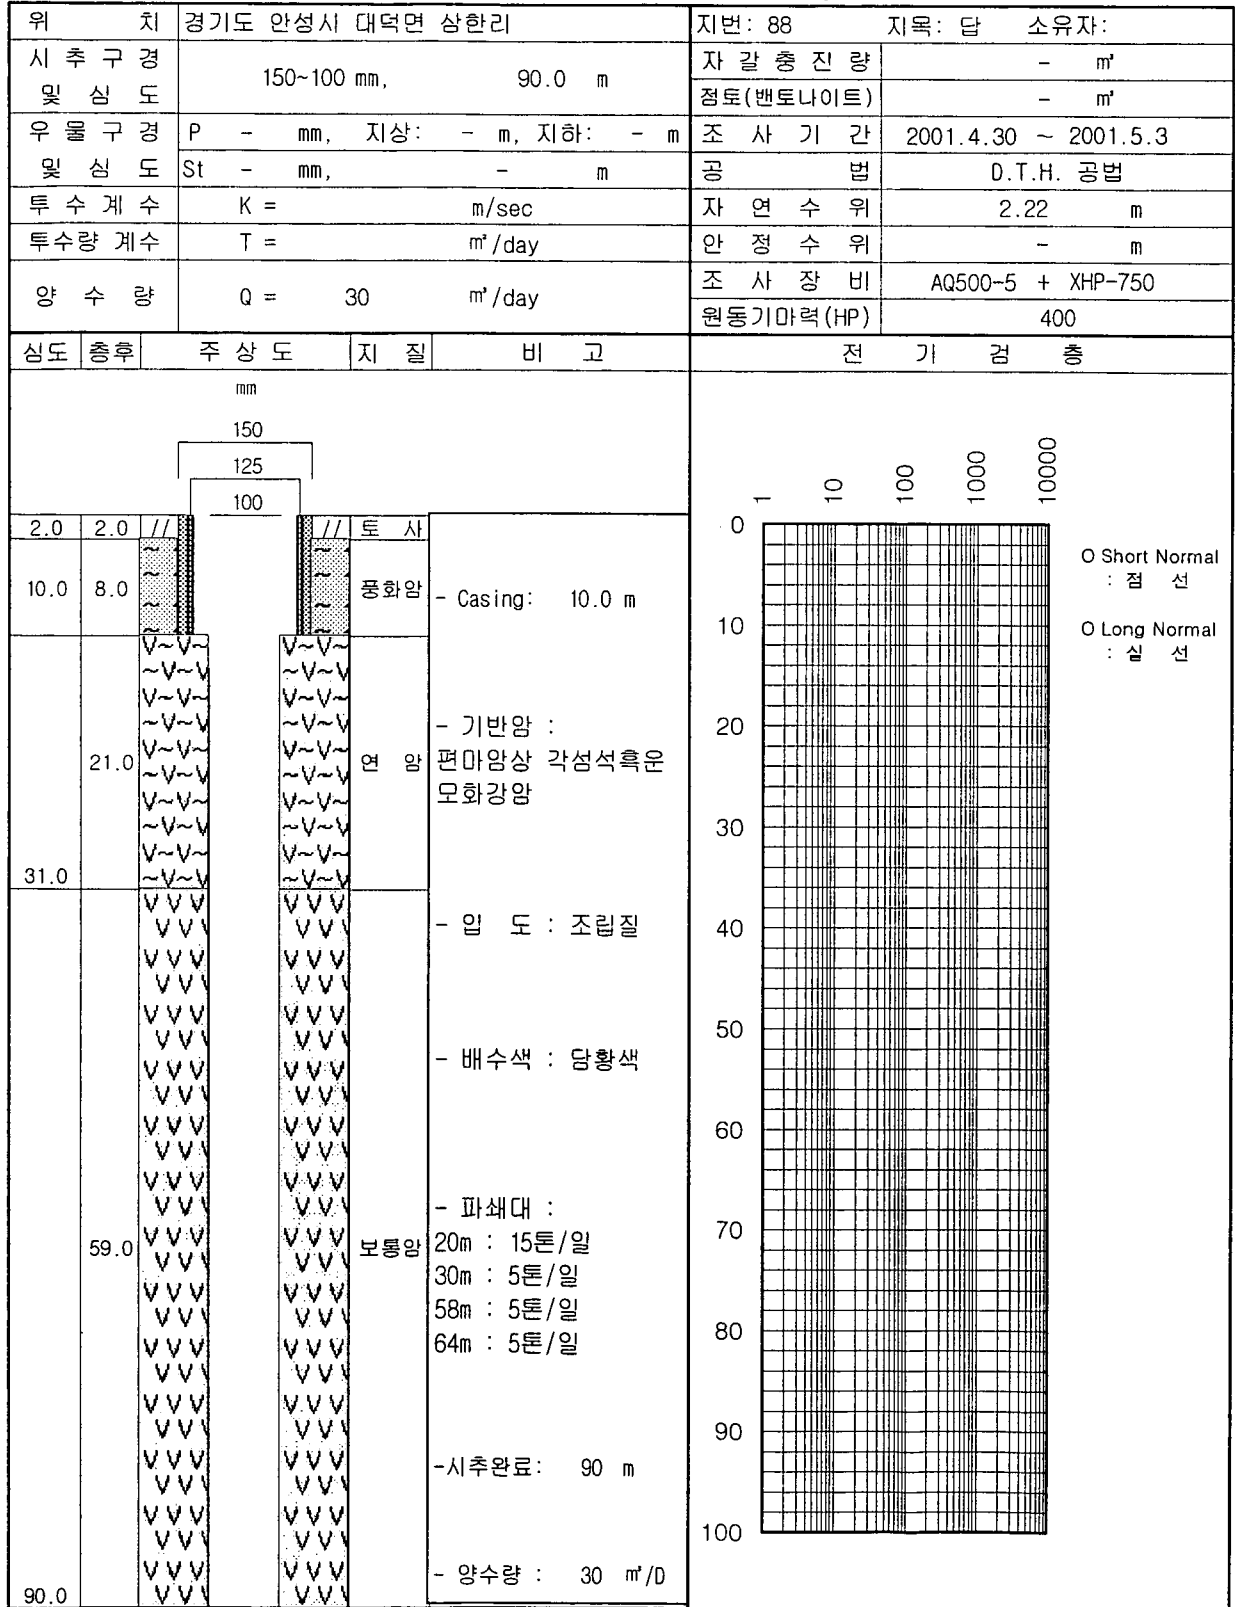 위 치 경기도 안성시 대덕면 삼한리 지번: 88 지목: 답 소유자:
시추구경 및 심도 150~100 mm, 90.0 m 자갈충진량 - ㎥
점토(밴토나이트) - ㎥
우물구경 및 심도 P - mm, 지상: - m, 지하: - m 조사기간 2001.4.30 ~ 2001.5.3
St - mm, - m 공 법 D.T.H. 공법
투수계수 K = m/sec 자연수위 2.22 m
투수량 계수 T = ㎡/day 안정수위 - m
양수량 Q = 30 ㎥/day 조사장비 AQ500-5 + XHP-750
원동기마력(HP) 400
심도 층후 주상도 지질 비고 전기검층
mm
150
125
100
2.0 2.0 // // 토 사
10.0 8.0 풍화암 - Casing: 10.0 m
21.0 연 암 - 기반암 :
편마암상 각섬석흑운
모화강암
31.0
- 입 도 : 조립질
- 배수색 : 담황색
59.0 보통암 - 파쇄대 :
20m : 15톤/일
30m : 5톤/일
58m : 5톤/일
64m : 5톤/일
-시추완료: 90 m
- 양수량 : 30 ㎥/D
90.0
1 10 100 1000 10000
0
10
20
30
40
50
60
70
80
90
100
O Short Normal
: 점 선
O Long Normal
: 실 선